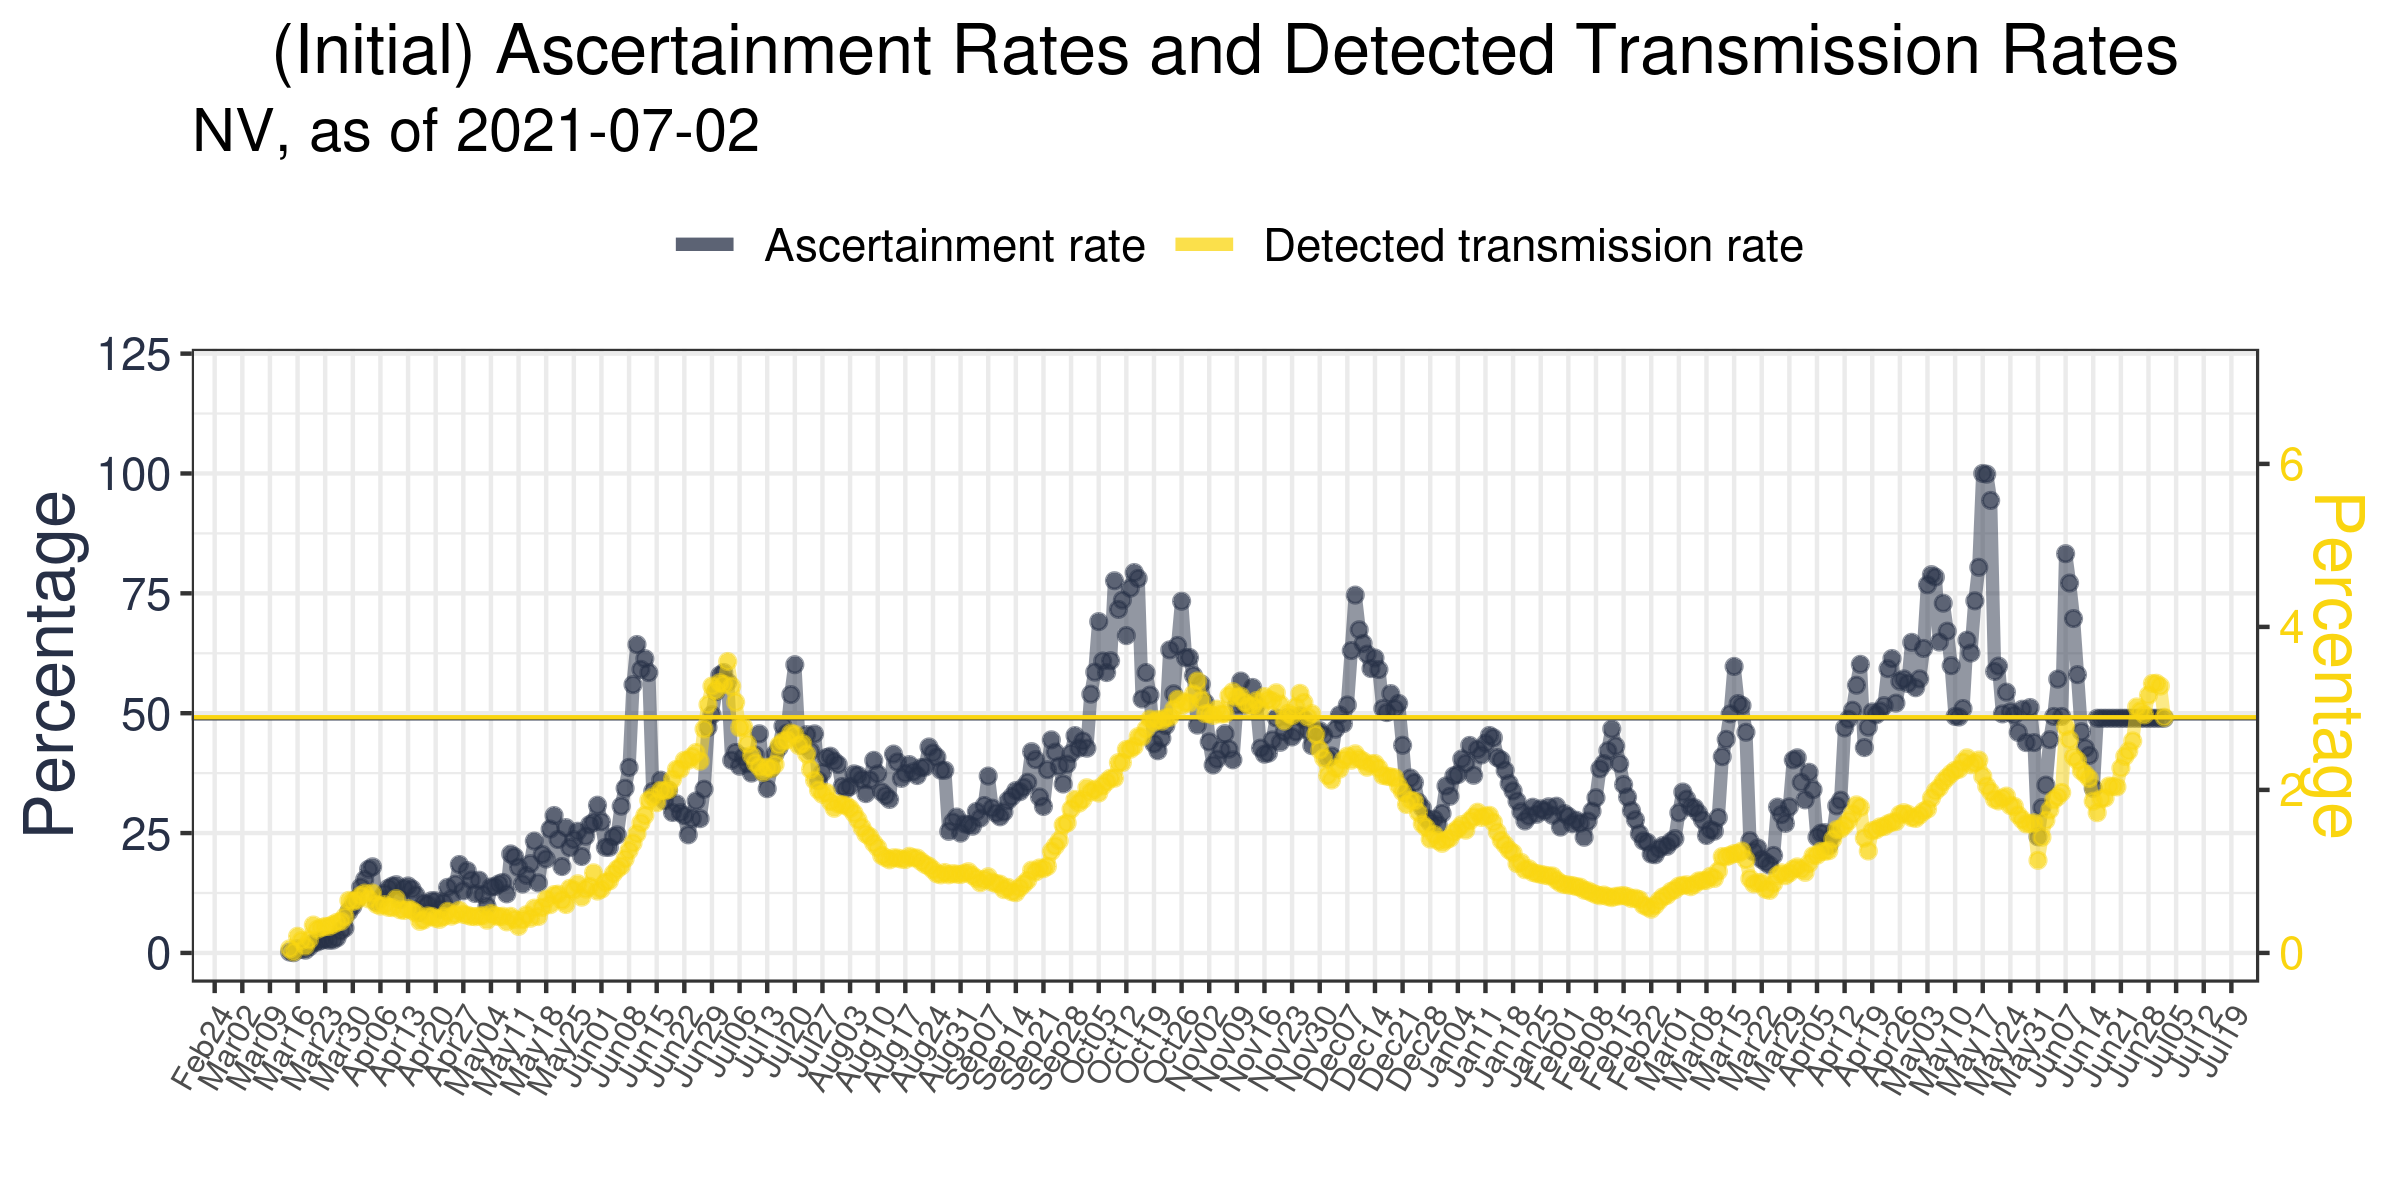 (Initial) Ascertainment Rates and Detected Transmission Rates
NV, as of 2021-07-02
Ascertainment rate
Detected transmission rate
Percentage
125
100
75
50
25
0
6
4
2
0
Percentage
Feb24
Mar02
Mar09
Mar16
Mar23
Mar30
Apr06
Apr13
Apr20
Apr27
May04
May11
May18
May25
Jun01
Jun08
Jun15
Jun22
Jun29
Jul06
Jul13
Jul20
Jul27
Aug03
Aug10
Aug17
Aug24
Aug31
Sep07
Sep14
Sep21
Sep28
Oct05
Oct12
Oct19
Oct26
Nov02
Nov09
Nov16
Nov23
Nov30
Dec07
Dec14
Dec21
Dec28
Jan04
Jan11
Jan18
Jan25
Feb01
Feb08
Feb15
Feb22
Mar01
Mar08
Mar15
Mar22
Mar29
Apr05
Apr12
Apr19
Apr26
May03
May10
May17
May24
May31
Jun07
Jun14
Jun21
Jun28
Jul05
Jul12
Jul19